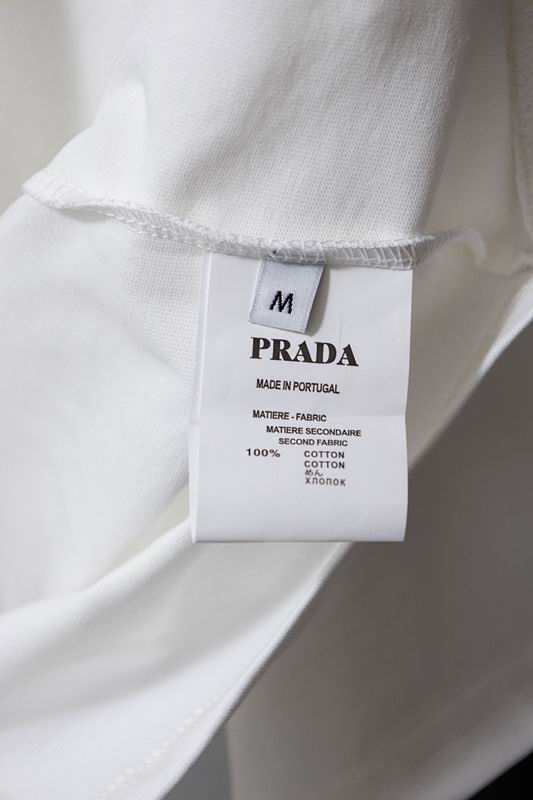 M
PRADA
MADE IN PORTUGAL
MATIERE - FABRIC
MATIERE SECONDAIRE
SECOND FABRIC
100% COTTON
COTTON
めん
ХЛОПОК